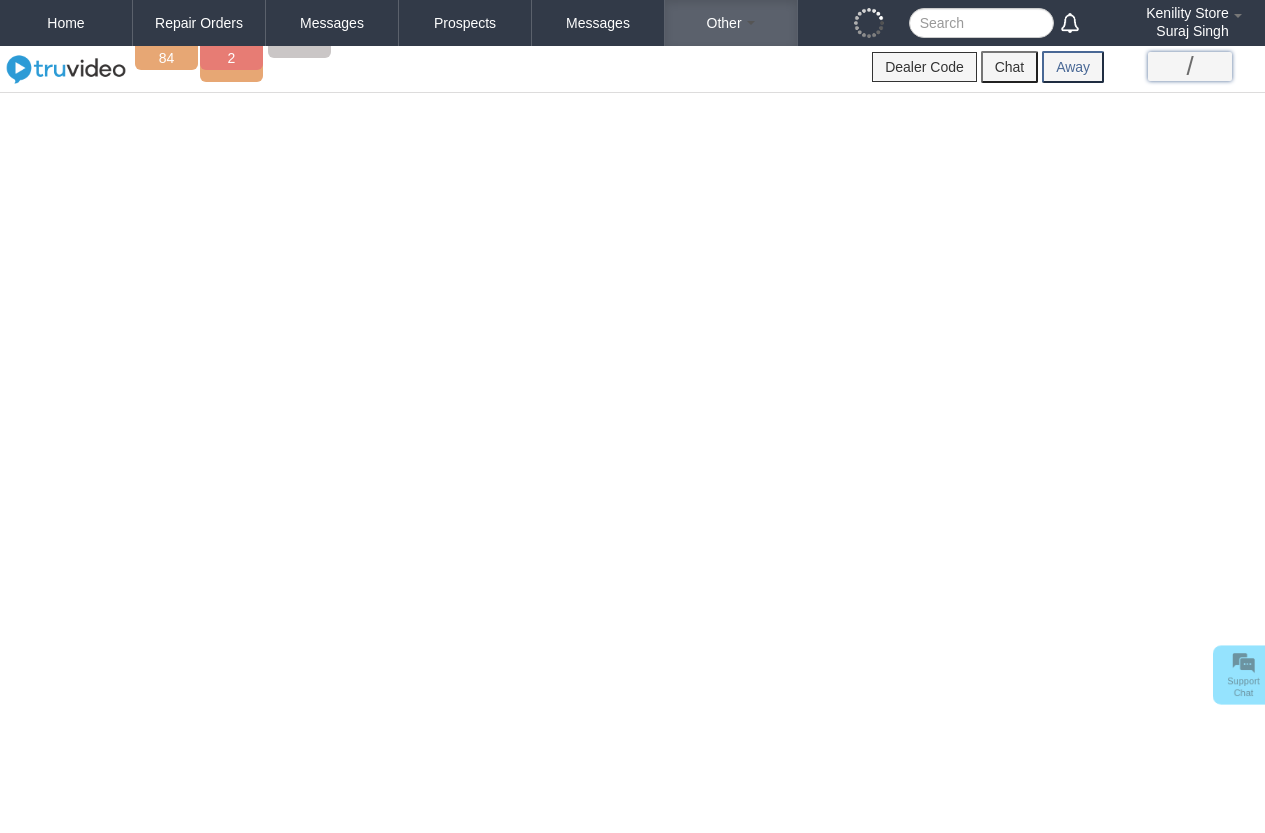 Home
Repair Orders
Messages
Prospects
Messages
Other
Search
Kenility Store
Suraj Singh
truvideo
84
2
Dealer Code
Chat
Away
/
Support
Chat